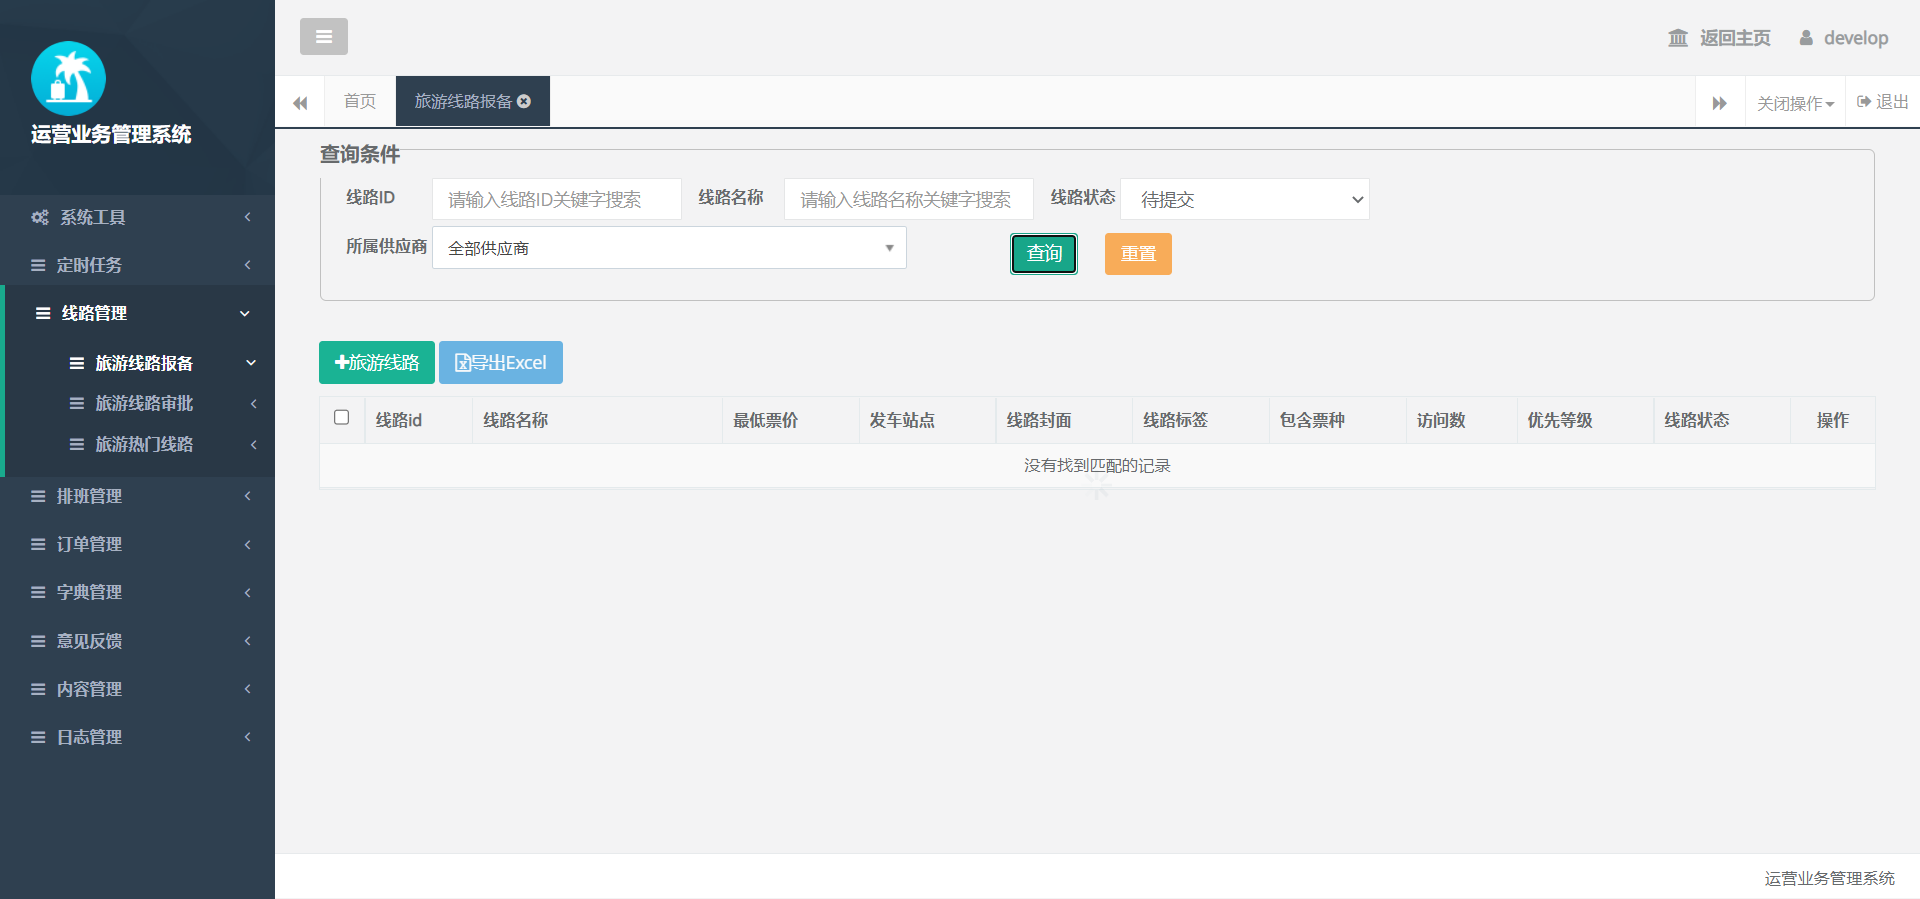 返回主页 develop
首页 旅游线路报备 关闭操作 退出
运营业务管理系统
系统工具
定时任务
线路管理
旅游线路报备
旅游线路审批
旅游热门线路
排班管理
订单管理
字典管理
意见反馈
内容管理
日志管理
查询条件
线路ID 请输入线路ID关键字搜索 线路名称 请输入线路名称关键字搜索 线路状态 待提交
所属供应商 全部供应商 查询 重置
旅游线路 导出Excel
线路id 线路名称 最低票价 发车站点 线路封面 线路标签 包含票种 访问数 优先等级 线路状态 操作
没有找到匹配的记录
运营业务管理系统